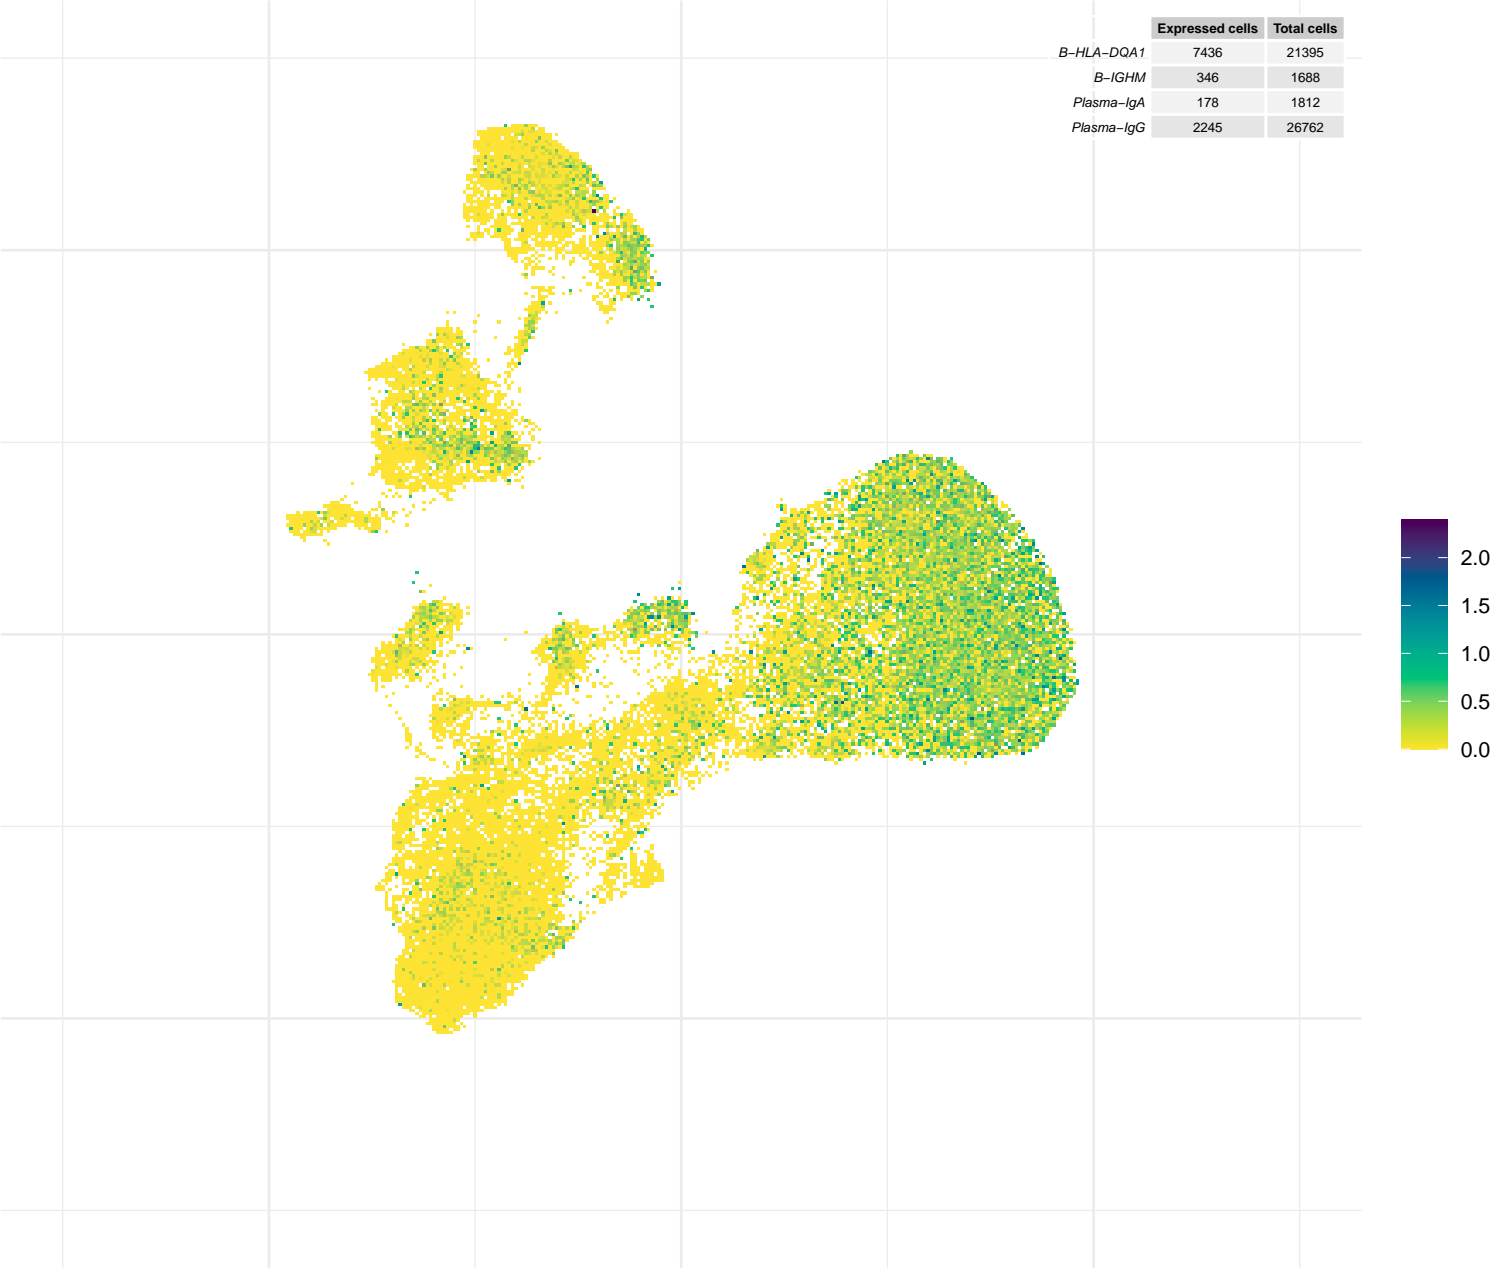 Expressed cells Total cells
B−HLA−DQA1 7436 21395
B−IGHM 346 1688
Plasma−IgA 178 1812
Plasma−IgG 2245 26762
2.0
1.5
1.0
0.5
0.0